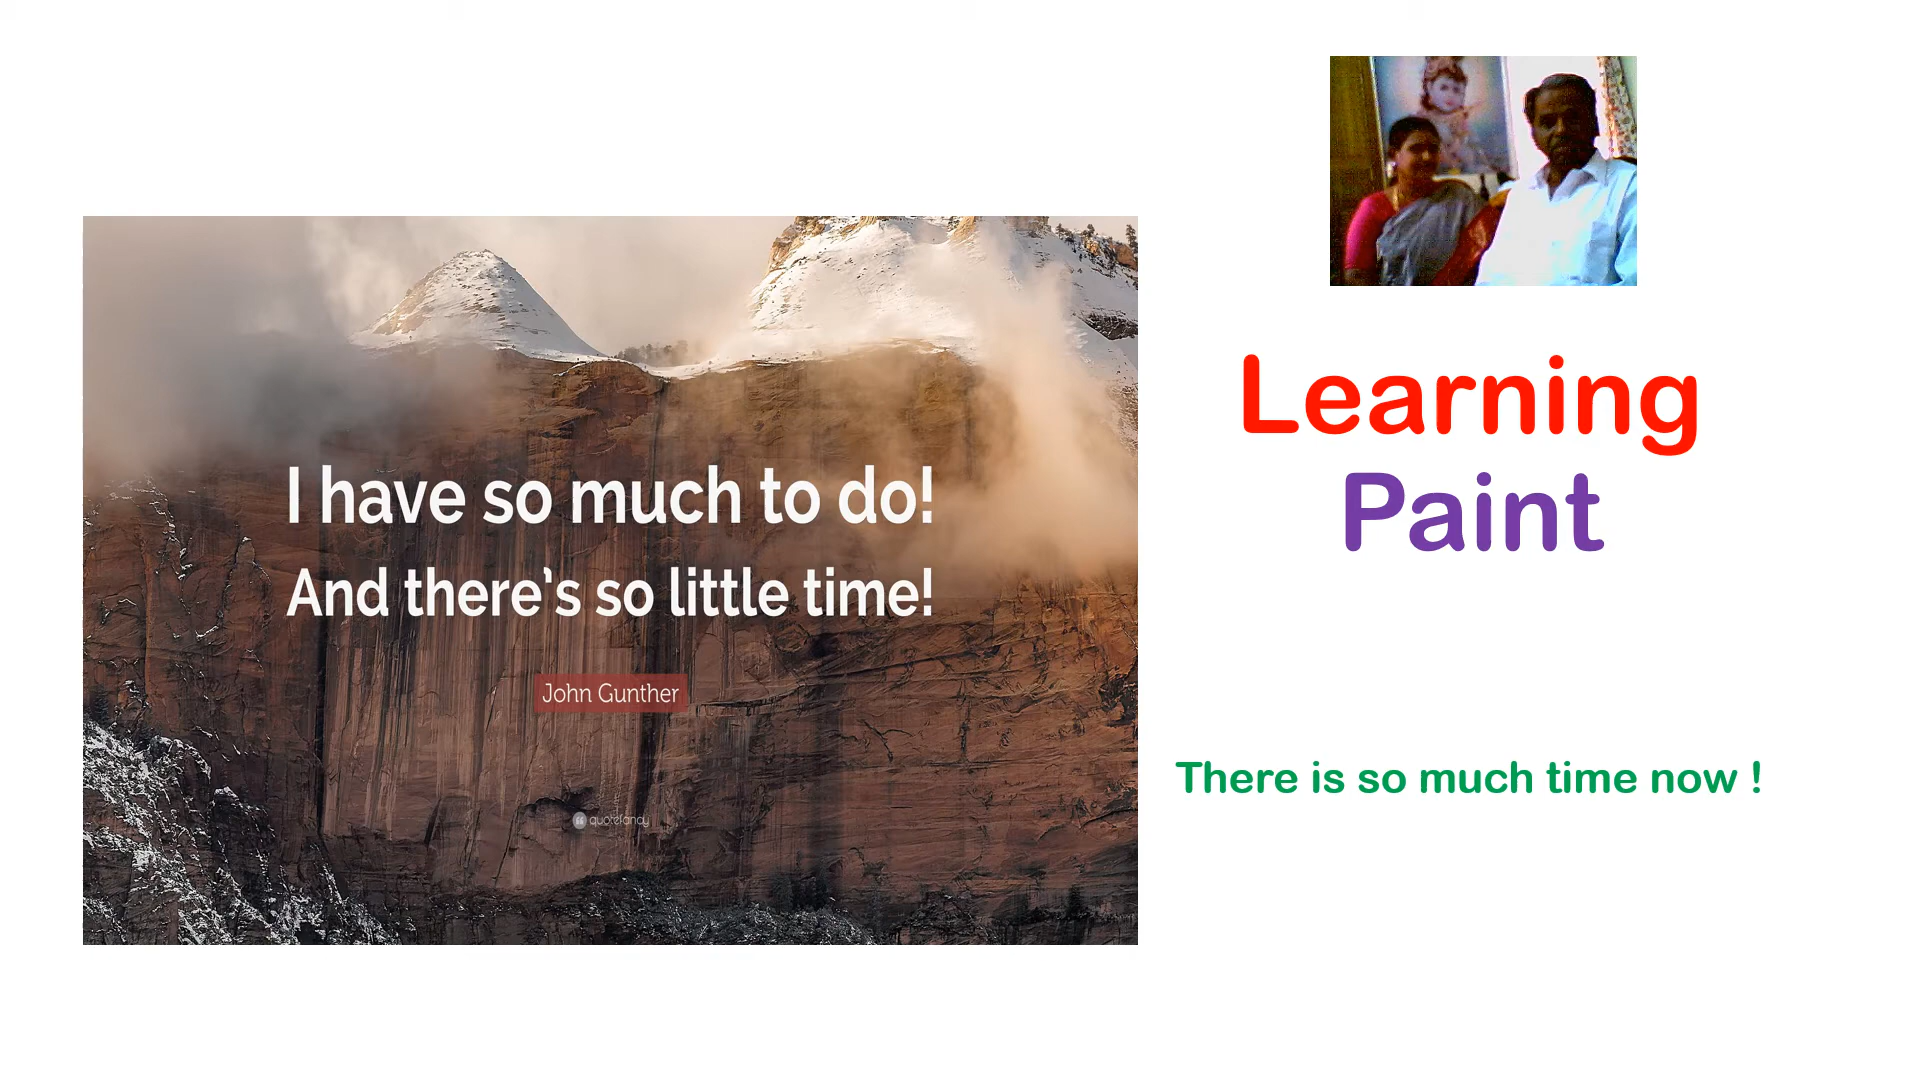 I have so much to do!
And there's so little time!
John Gunther
quotefancy
Learning
Paint
There is so much time now !